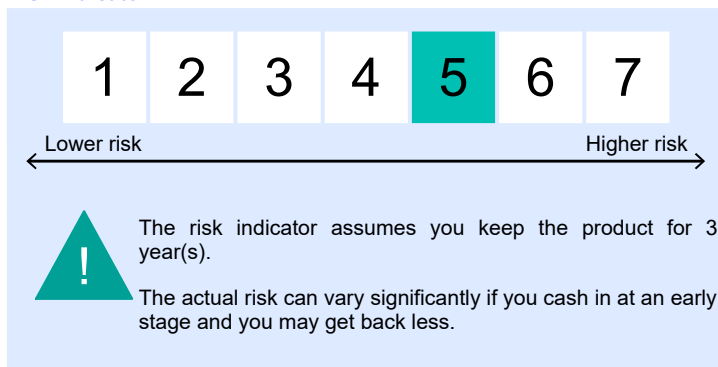 1 2 3 4 5 6 7
Lower risk Higher risk
!
The risk indicator assumes you keep the product for 3
year(s).
The actual risk can vary significantly if you cash in at an early
stage and you may get back less.